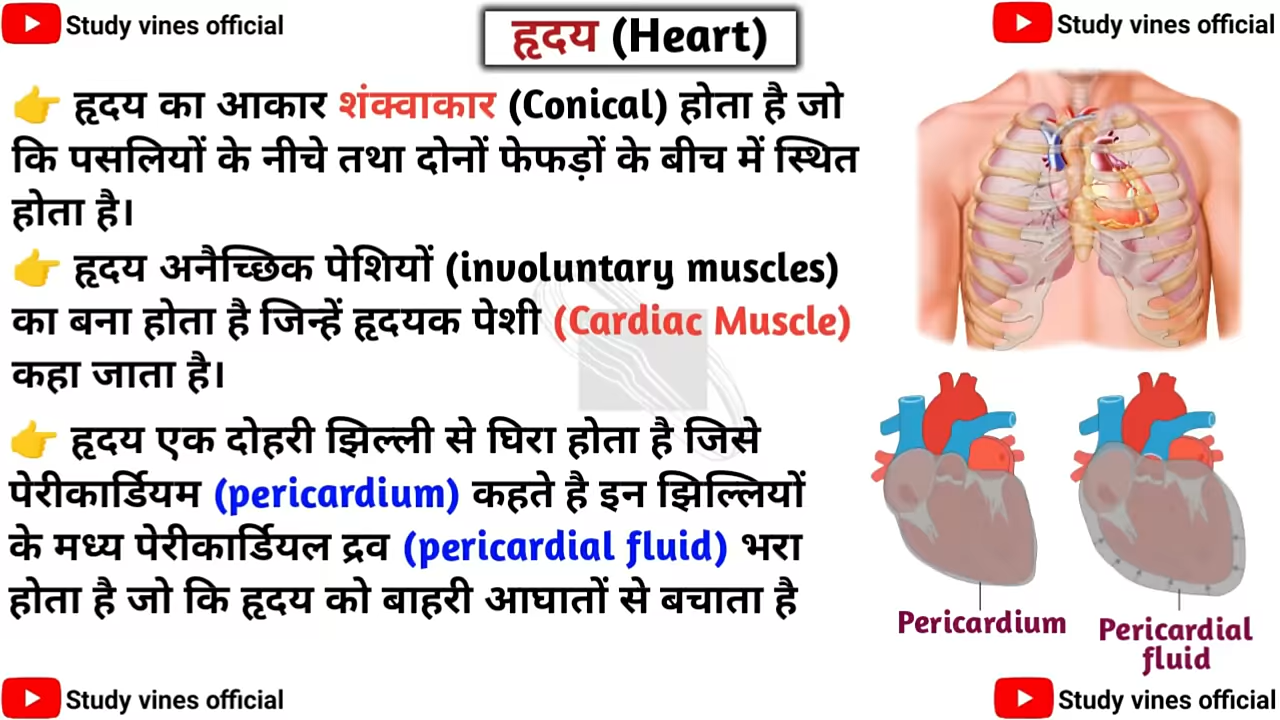 Study vines official
हृदय (Heart)
Study vines official
👉 हृदय का आकार शंक्वाकार (Conical) होता है जो
कि पसलियों के नीचे तथा दोनों फेफड़ों के बीच में स्थित
होता है।
👉 हृदय अनैच्छिक पेशियों (involuntary muscles)
का बना होता है जिन्हें हृदयक पेशी (Cardiac Muscle)
कहा जाता है।
👉 हृदय एक दोहरी झिल्ली से घिरा होता है जिसे
पेरीकार्डियम (pericardium) कहते है इन झिल्लियों
के मध्य पेरीकार्डियल द्रव (pericardial fluid) भरा
होता है जो कि हृदय को बाहरी आघातों से बचाता है
Pericardium
Pericardial
fluid
Study vines official
Study vines official